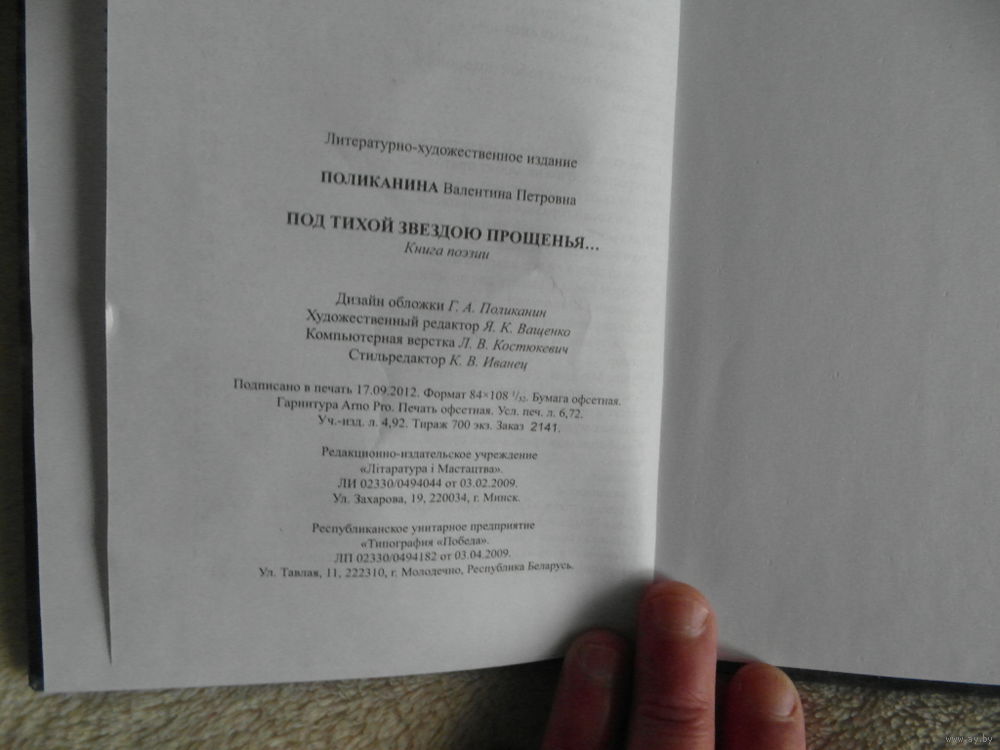 Литературно-художественное издание
ПОЛИКАНИНА Валентина Петровна
ПОД ТИХОЙ ЗВЕЗДОЮ ПРОЩЕНЬЯ...
Книга поэзии
Дизайн обложки Г. А. Поликанин
Художественный редактор Я. К. Ващенко
Компьютерная верстка Л. В. Костюкевич
Стильредактор К. В. Иванец
Подписано в печать 17.09.2012. Формат 84×108 1/32. Бумага офсетная.
Гарнитура Arno Pro. Печать офсетная. Усл. печ. л. 6,72.
Уч.-изд. л. 4,92. Тираж 700 экз. Заказ 2141.
Редакционно-издательское учреждение
«Літаратура і Мастацтва».
ЛИ 02330/0494044 от 03.02.2009.
Ул. Захарова, 19, 220034, г. Минск.
Республиканское унитарное предприятие
«Типография «Победа».
ЛП 02330/0494182 от 03.04.2009.
Ул. Тавлая, 11, 222310, г. Молодечно, Республика Беларусь.
www.ay.by